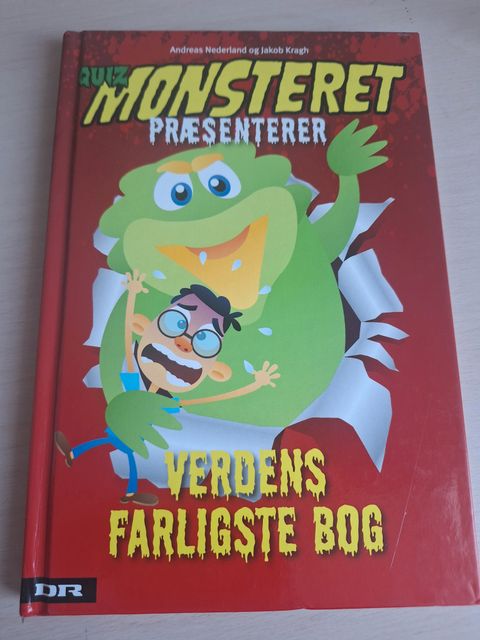 Andreas Nederland og Jakob Kragh
QUIZ
MONSTERET
PRÆSENTERER
VERDENS
FARLIGSTE BOG
DR